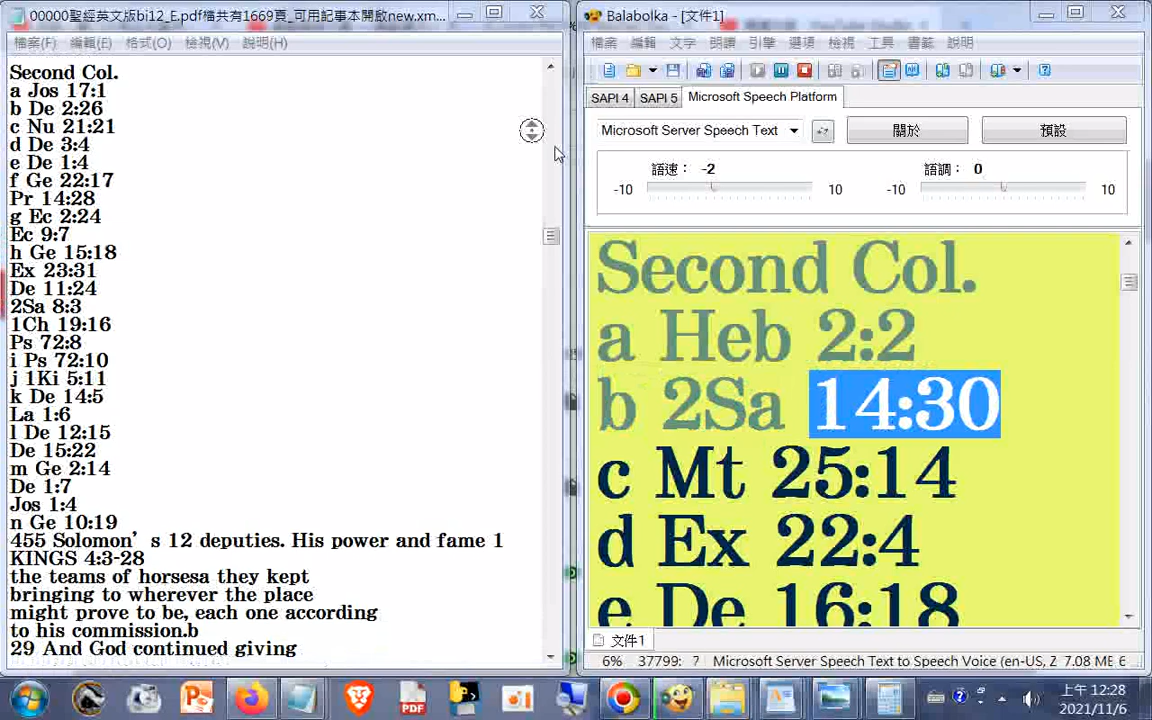 00000聖經英文版bi12_E.pdf檔共有1669頁_可用記事本開啟new.xm...
檔案(F) 編輯(E) 格式(O) 檢視(V) 說明(H)
Second Col.
a Jos 17:1
b De 2:26
c Nu 21:21
d De 3:4
e De 1:4
f Ge 22:17
Pr 14:28
g Ec 2:24
Ec 9:7
h Ge 15:18
Ex 23:31
De 11:24
2Sa 8:3
1Ch 19:16
Ps 72:8
i Ps 72:10
j 1Ki 5:11
k De 14:5
La 1:6
l De 12:15
De 15:22
m Ge 2:14
De 1:7
Jos 1:4
n Ge 10:19
455 Solomon’s 12 deputies. His power and fame 1
KINGS 4:3-28
the teams of horsesa they kept
bringing to wherever the place
might prove to be, each one according
to his commission.b
29 And God continued giving
Balabolka - [文件1]
檔案 編輯 文字 朗讀 引擎 選項 檢視 工具 書籤 說明
SAPI 4 SAPI 5 Microsoft Speech Platform
Microsoft Server Speech Text 關於 預設
語速： -2 語調： 0
-10 10 -10 10
Second Col.
a Heb 2:2
b 2Sa 14:30
c Mt 25:14
d Ex 22:4
e De 16:18
文件1
6% 37799: ? Microsoft Server Speech Text to Speech Voice (en-US, Z 7.08 ME 6
PDF
上午 12:28
2021/11/6